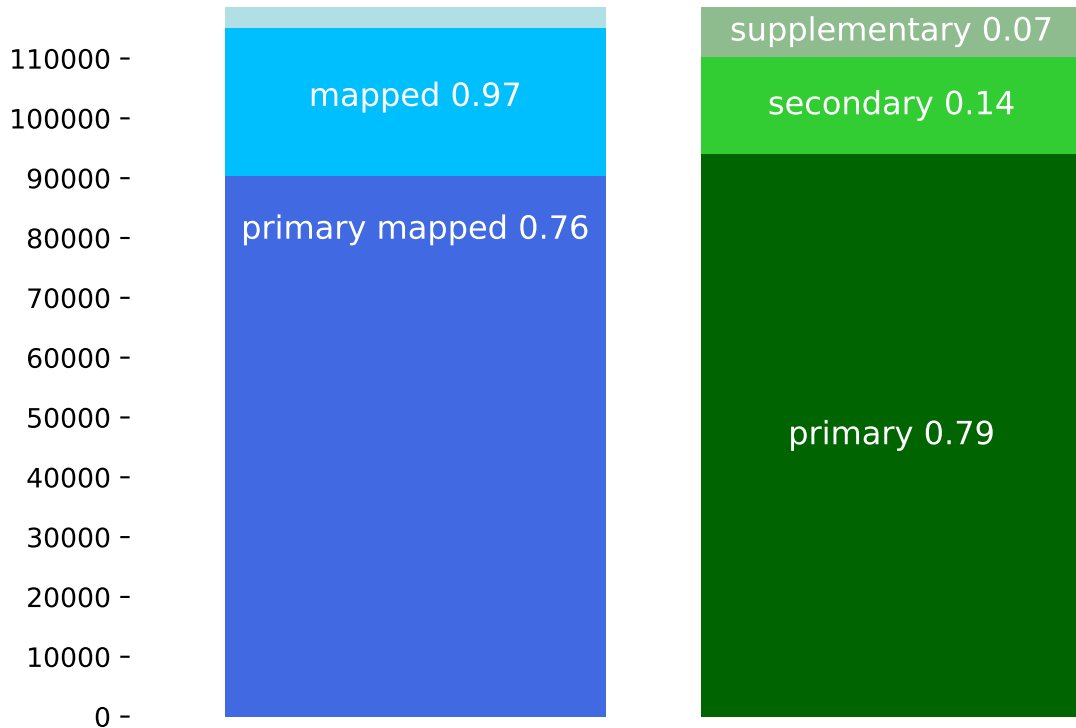 supplementary 0.07
110000
mapped 0.97
secondary 0.14
100000
90000
primary mapped 0.76
80000
70000
60000
50000
primary 0.79
40000
30000
20000
10000
0